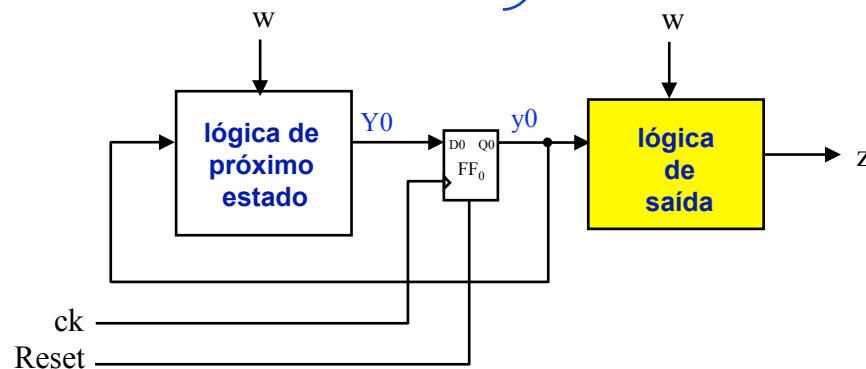 w
w
lógica de
próximo
estado
Y0
D0 Q0
FF0
y0
lógica
de
saída
z
ck
Reset